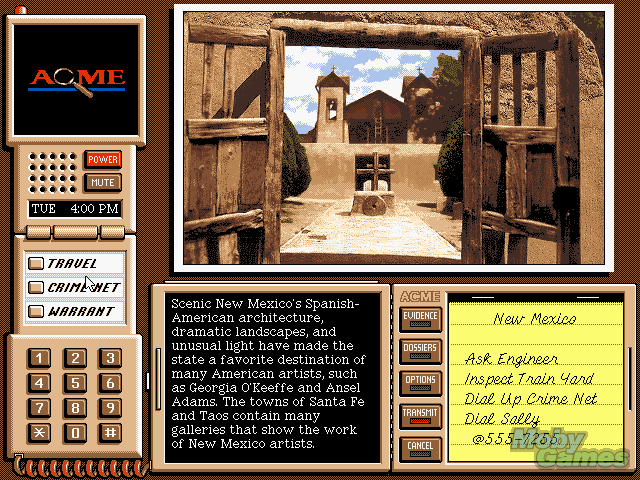 ACME
POWER
MUTE
TUE 4:00 PM
TRAVEL
CRIMENET
WARRANT
1 2 3
4 5 6
7 8 9
* 0 #
Scenic New Mexico's Spanish-
American architecture,
dramatic landscapes, and
unusual light have made the
state a favorite destination of
many American artists, such
as Georgia O'Keeffe and Ansel
Adams. The towns of Santa Fe
and Taos contain many
galleries that show the work
of New Mexico artists.
ACME
EVIDENCE
DOSSIERS
OPTIONS
TRANSMIT
CANCEL
New Mexico
Ask Engineer
Inspect Train Yard
Dial Up Crime Net
Dial Sally
Moby
Games